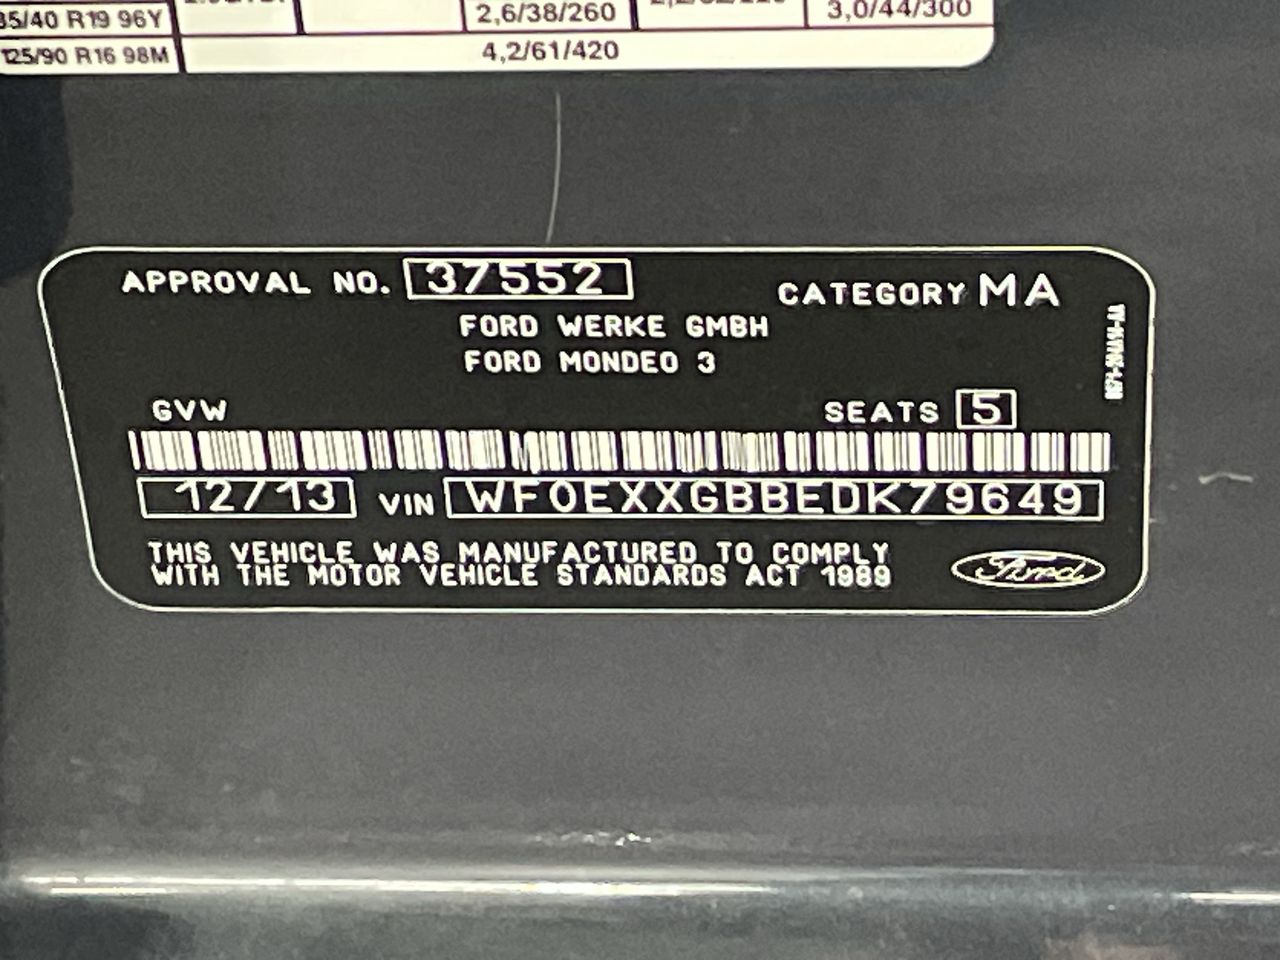 35/40 R19 96Y
2,6/38/260
3,0/44/300
125/90 R16 98M
4,2/61/420
APPROVAL NO. 37552
CATEGORY MA
FORD WERKE GMBH
FORD MONDEO 3
GVW
SEATS 5
12/13 VIN WF0EXXGBBEDK79649
THIS VEHICLE WAS MANUFACTURED TO COMPLY
WITH THE MOTOR VEHICLE STANDARDS ACT 1989
Ford